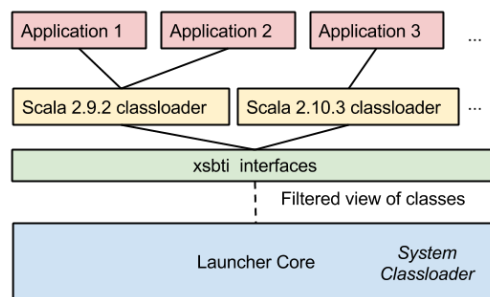 Application 1
Application 2
Application 3
...
Scala 2.9.2 classloader
Scala 2.10.3 classloader
...
xsbti interfaces
Filtered view of classes
Launcher Core
System
Classloader